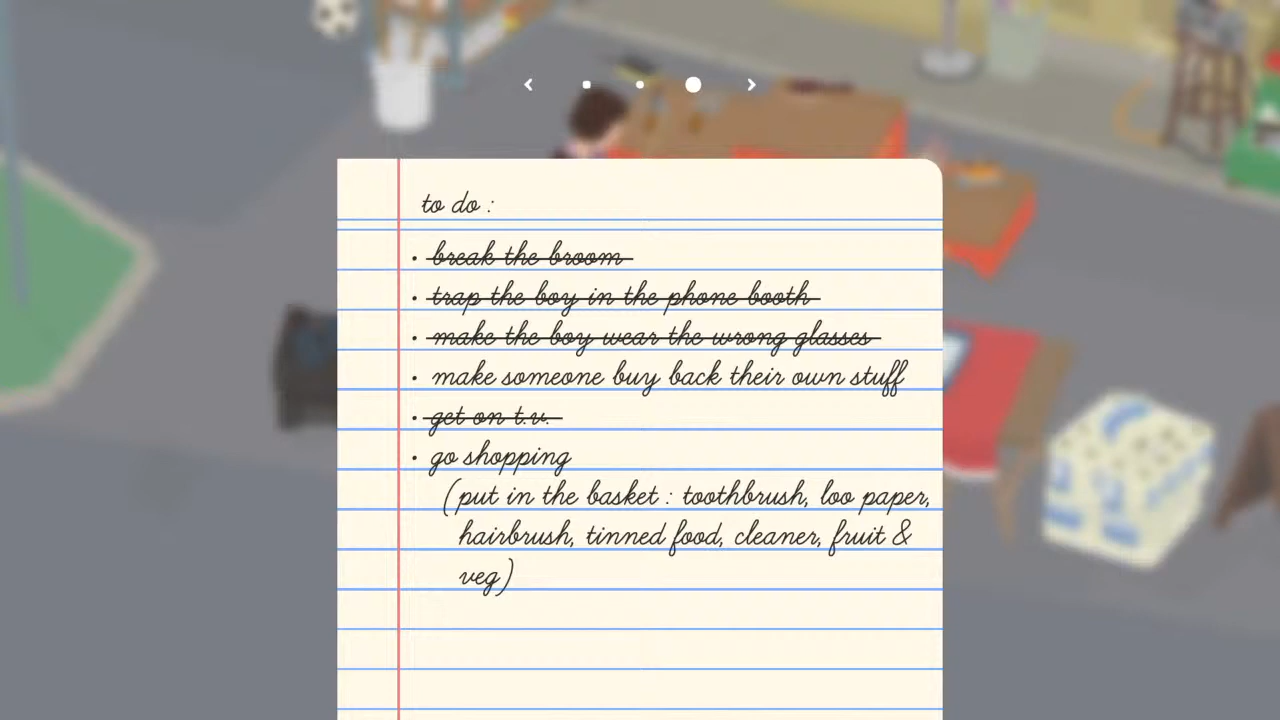 to do :
• break the broom
• trap the boy in the phone booth
• make the boy wear the wrong glasses
• make someone buy back their own stuff
• get on t.v.
• go shopping
(put in the basket : toothbrush, loo paper,
hairbrush, tinned food, cleaner, fruit &
veg)